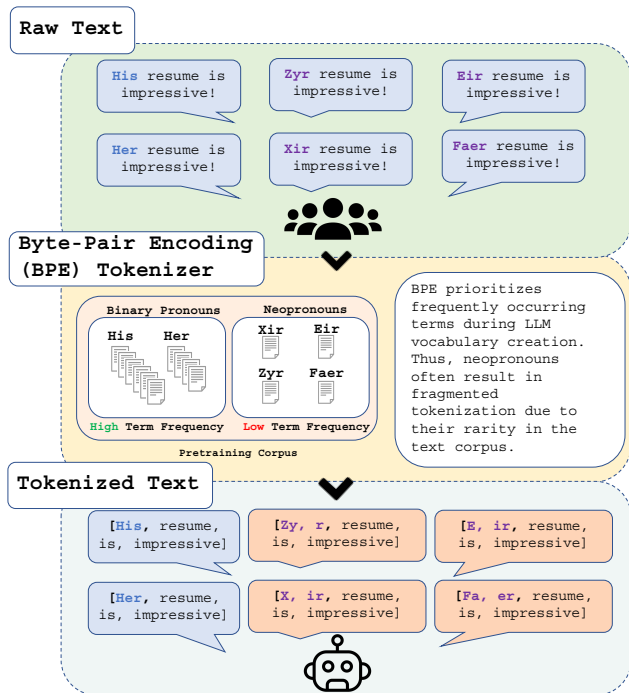 Raw Text
His resume is
impressive!
Zyr resume is
impressive!
Eir resume is
impressive!
Her resume is
impressive!
Xir resume is
impressive!
Faer resume is
impressive!
Byte-Pair Encoding
(BPE) Tokenizer
Binary Pronouns
His Her
High Term Frequency
Neopronouns
Xir Eir
Zyr Faer
Low Term Frequency
Pretraining Corpus
BPE prioritizes
frequently occurring
terms during LLM
vocabulary creation.
Thus, neopronouns
often result in
fragmented
tokenization due to
their rarity in the
text corpus.
Tokenized Text
[His, resume,
is, impressive]
[Zy, r, resume,
is, impressive]
[E, ir, resume,
is, impressive]
[Her, resume,
is, impressive]
[X, ir, resume,
is, impressive]
[Fa, er, resume,
is, impressive]